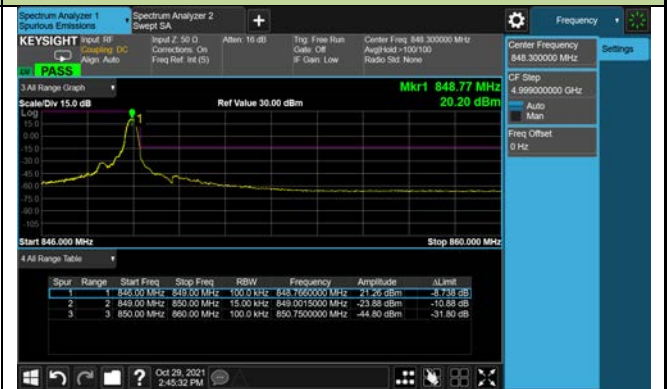 Spectrum Analyzer 1
Spurious Emissions
Spectrum Analyzer 2
Swept SA
+
Frequency
KEYSIGHT
Input: RF
Coupling: DC
Align: Auto
Input Z: 50 Ω
Corrections: On
Freq Ref: Int (S)
Atten: 16 dB
Trig: Free Run
Gate: Off
IF Gain: Low
Center Freq: 848.300000 MHz
Avg|Hold:>100/100
Radio Std: None
PASS
3 All Range Graph
Mkr1 848.77 MHz
20.20 dBm
Scale/Div 15.0 dB
Ref Value 30.00 dBm
Log
15.0
0.00
-15.0
-30.0
-45.0
-60.0
-75.0
-90.0
-105
1
Start 846.000 MHz
Stop 860.000 MHz
4 All Range Table
Spur Range Start Freq Stop Freq RBW Frequency Amplitude ΔLimit
1 1 846.00 MHz 849.00 MHz 100.0 kHz 848.7660000 MHz 21.26 dBm -8.738 dB
2 2 849.00 MHz 850.00 MHz 15.00 kHz 849.0015000 MHz -23.88 dBm -10.88 dB
3 3 850.00 MHz 860.00 MHz 100.0 kHz 850.7500000 MHz -44.80 dBm -31.80 dB
Center Frequency
848.300000 MHz
Settings
CF Step
4.999000000 GHz
Auto
Man
Freq Offset
0 Hz
?
Oct 29, 2021
2:45:32 PM